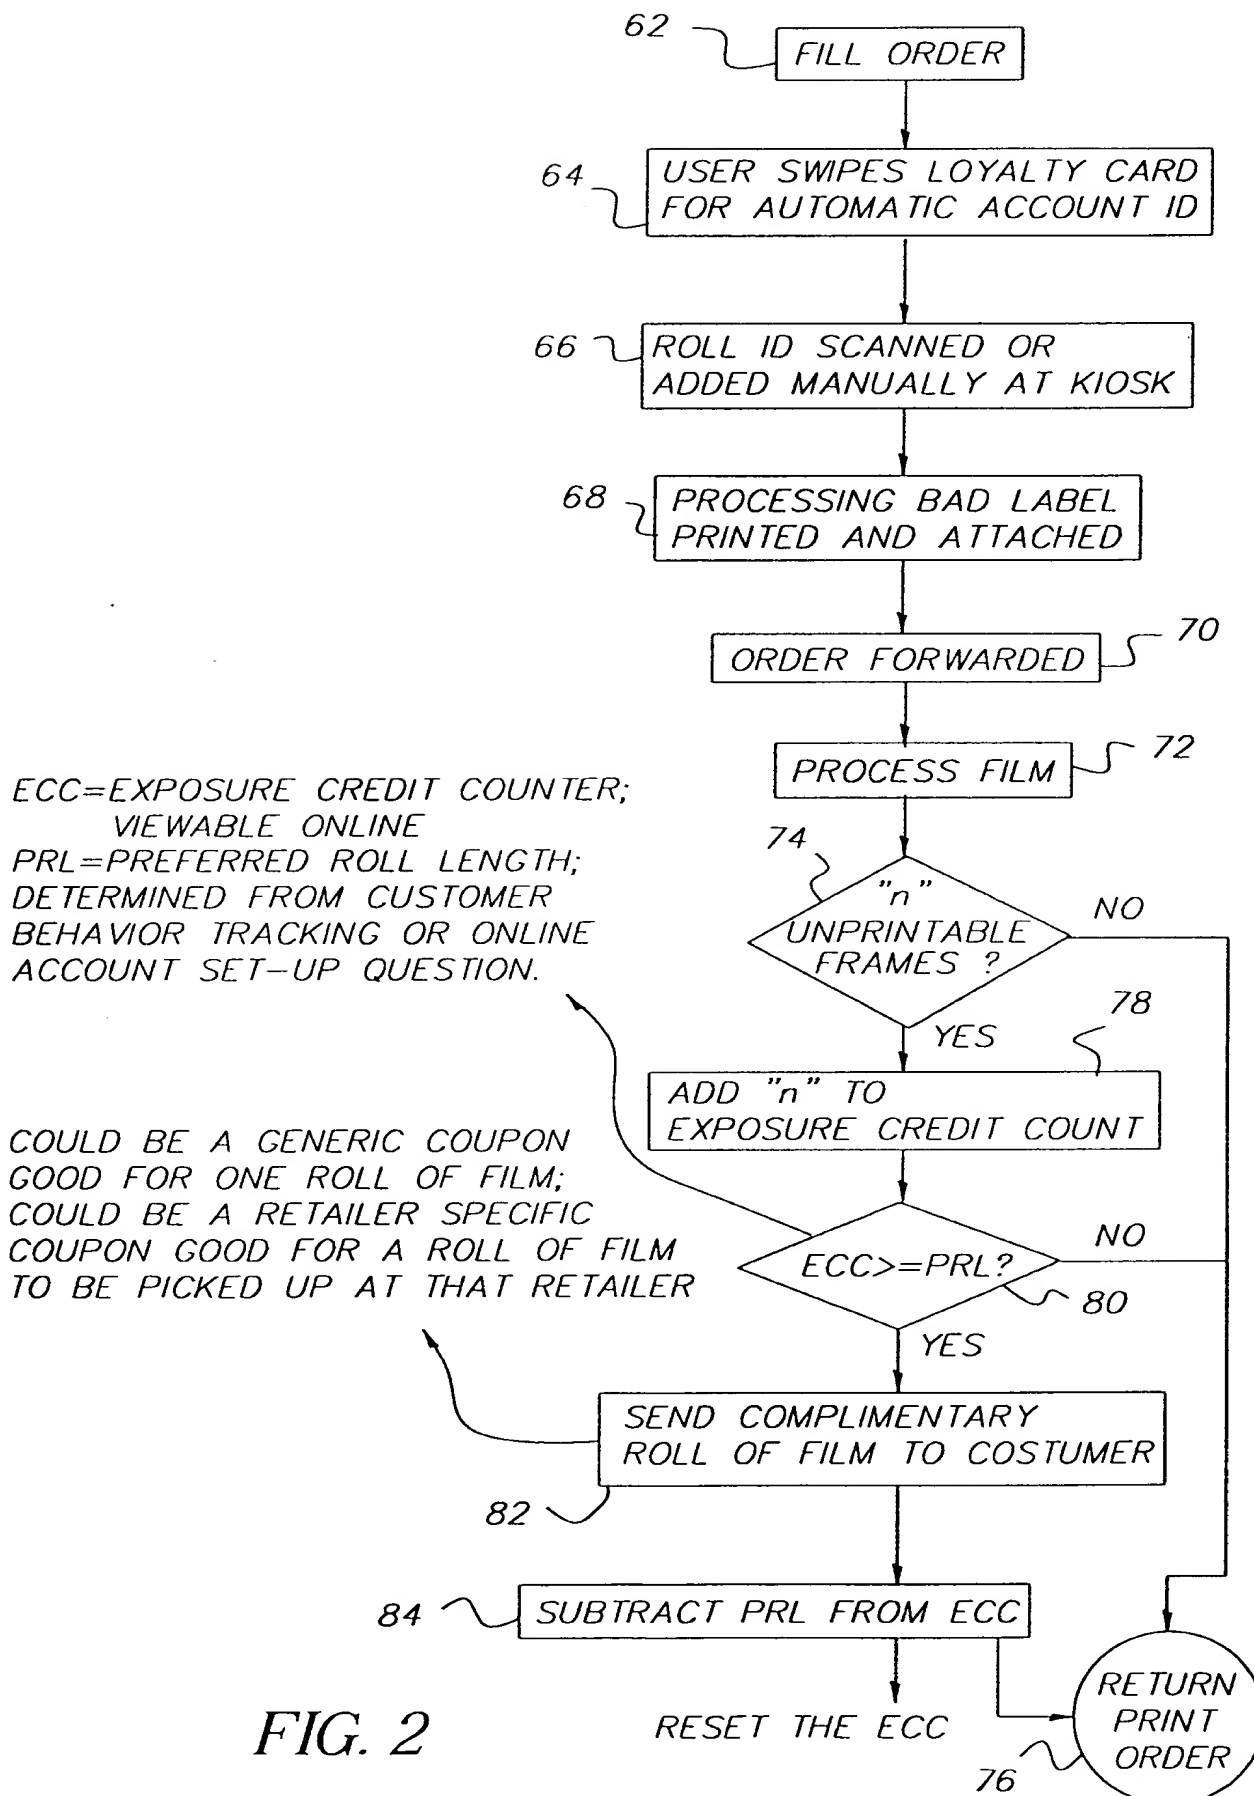 62
FILL ORDER
64
USER SWIPES LOYALTY CARD
FOR AUTOMATIC ACCOUNT ID
66
ROLL ID SCANNED OR
ADDED MANUALLY AT KIOSK
68
PROCESSING BAD LABEL
PRINTED AND ATTACHED
ORDER FORWARDED
70
PROCESS FILM
72
ECC=EXPOSURE CREDIT COUNTER;
VIEWABLE ONLINE
PRL=PREFERRED ROLL LENGTH;
DETERMINED FROM CUSTOMER
BEHAVIOR TRACKING OR ONLINE
ACCOUNT SET-UP QUESTION.
74
"n"
UNPRINTABLE
FRAMES ?
NO
YES
78
ADD "n" TO
EXPOSURE CREDIT COUNT
COULD BE A GENERIC COUPON
GOOD FOR ONE ROLL OF FILM;
COULD BE A RETAILER SPECIFIC
COUPON GOOD FOR A ROLL OF FILM
TO BE PICKED UP AT THAT RETAILER
ECC>=PRL?
NO
80
YES
SEND COMPLIMENTARY
ROLL OF FILM TO COSTUMER
82
84
SUBTRACT PRL FROM ECC
RESET THE ECC
RETURN
PRINT
ORDER
76
FIG. 2